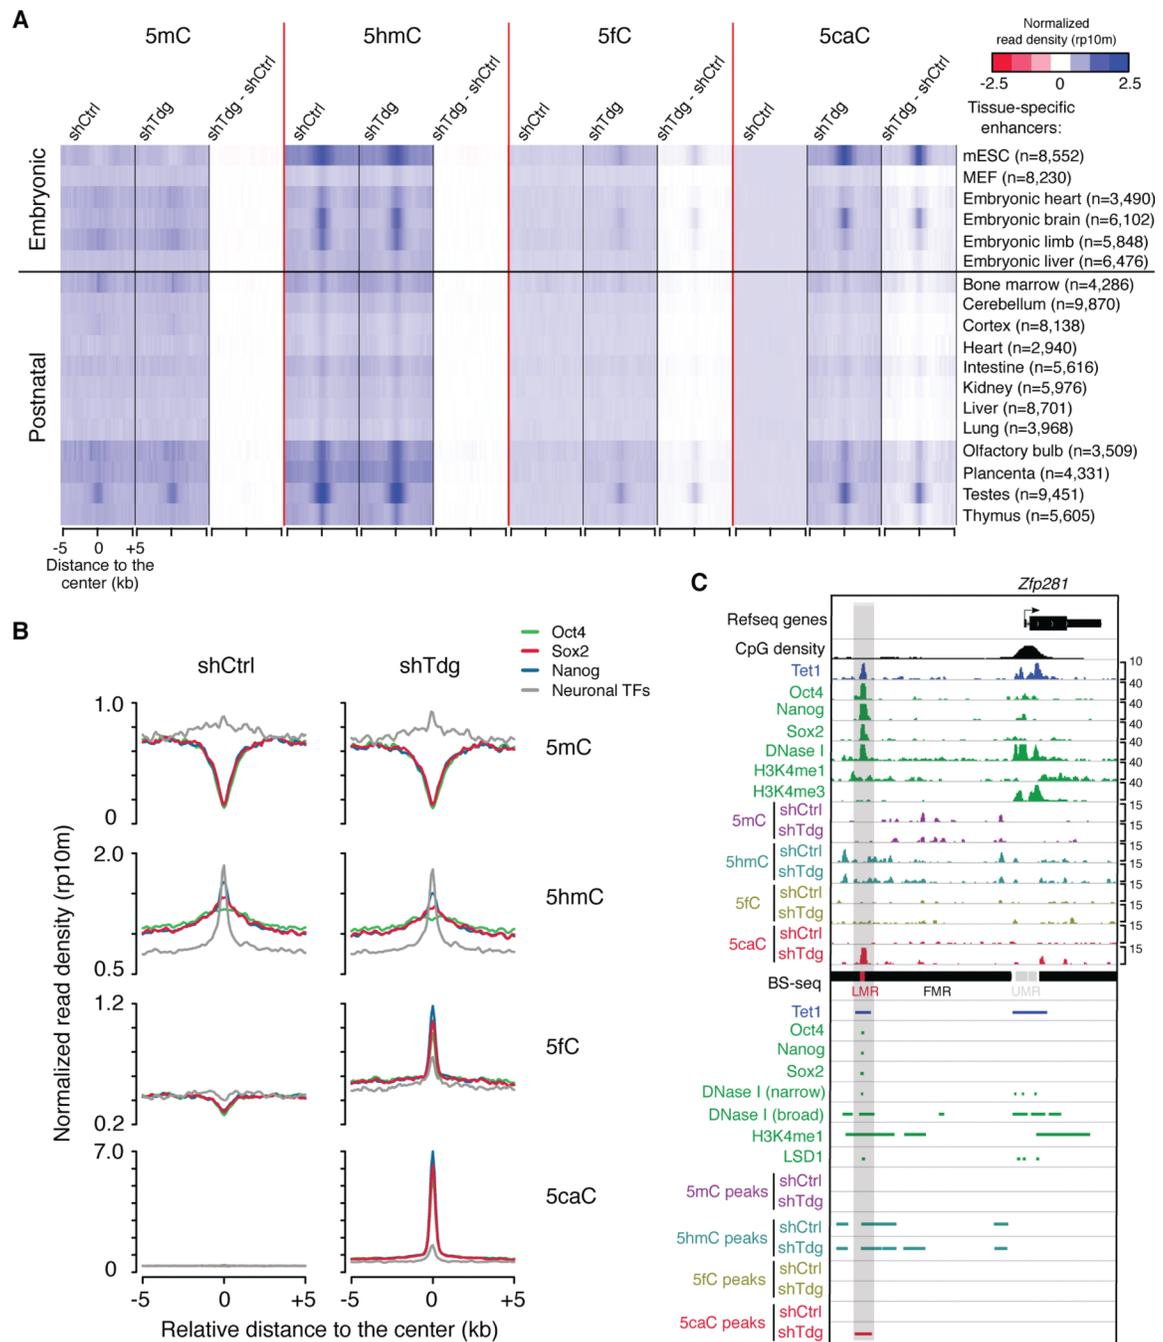 A
5mC
5hmC
5fC
5caC
Normalized
read density (rp10m)
-2.5 0 2.5
shCtrl
shTdg
shTdg - shCtrl
shCtrl
shTdg
shTdg - shCtrl
shCtrl
shTdg
shTdg - shCtrl
shCtrl
shTdg
shTdg - shCtrl
Tissue-specific
enhancers:
Embryonic
mESC (n=8,552)
MEF (n=8,230)
Embryonic heart (n=3,490)
Embryonic brain (n=6,102)
Embryonic limb (n=5,848)
Embryonic liver (n=6,476)
Postnatal
Bone marrow (n=4,286)
Cerebellum (n=9,870)
Cortex (n=8,138)
Heart (n=2,940)
Intestine (n=5,616)
Kidney (n=5,976)
Liver (n=8,701)
Lung (n=3,968)
Olfactory bulb (n=3,509)
Plancenta (n=4,331)
Testes (n=9,451)
Thymus (n=5,605)
-5 0 +5
Distance to the
center (kb)
B
Oct4
Sox2
Nanog
Neuronal TFs
shCtrl
shTdg
Normalized read density (rp10m)
1.0
0
5mC
2.0
0.5
5hmC
1.2
0.2
5fC
7.0
0
5caC
-5 0 +5
-5 0 +5
Relative distance to the center (kb)
C
Zfp281
Refseq genes
CpG density
Tet1
10
Oct4
40
Nanog
40
Sox2
40
DNase I
40
H3K4me1
40
H3K4me3
40
5mC
shCtrl
15
shTdg
15
5hmC
shCtrl
15
shTdg
15
5fC
shCtrl
15
shTdg
15
5caC
shCtrl
15
shTdg
15
BS-seq
LMR
FMR
UMR
Tet1
Oct4
Nanog
Sox2
DNase I (narrow)
DNase I (broad)
H3K4me1
LSD1
5mC peaks
shCtrl
shTdg
5hmC peaks
shCtrl
shTdg
5fC peaks
shCtrl
shTdg
5caC peaks
shCtrl
shTdg